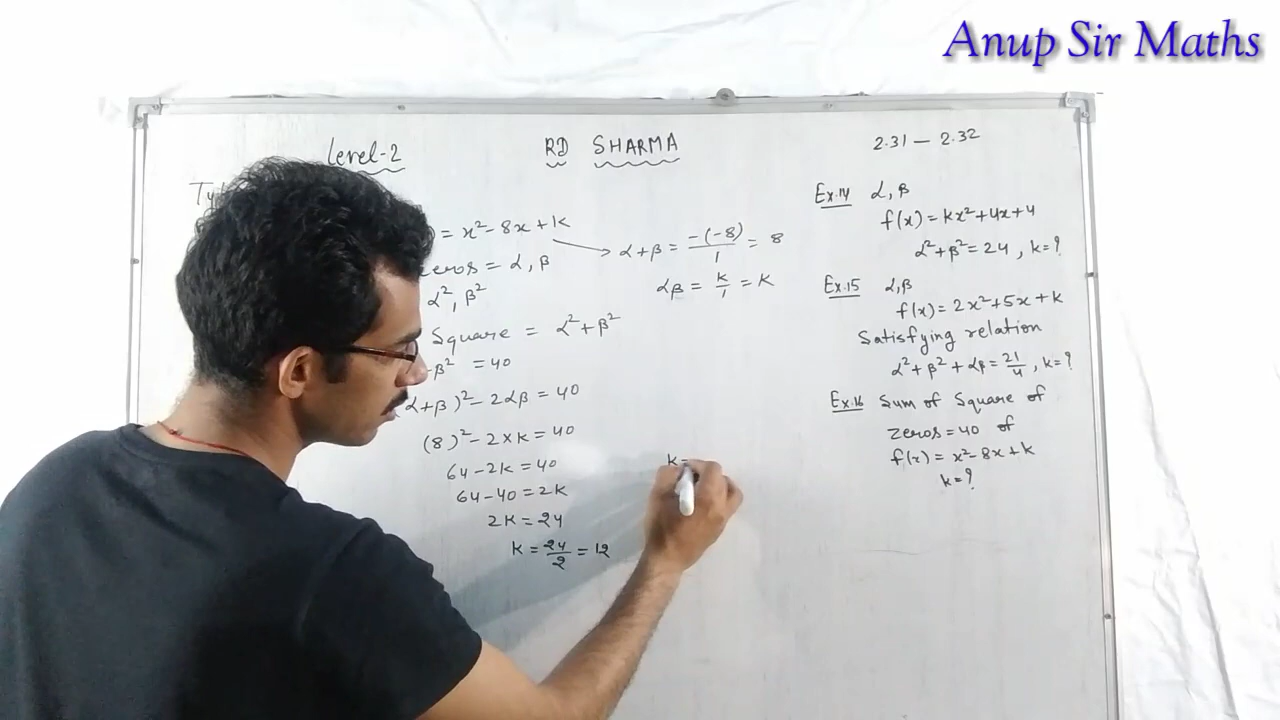 Anup Sir Maths
Level-2
RD SHARMA
2.31 — 2.32
= x² - 8x + k
α + β = -(-8)/1 = 8
αβ = k/1 = k
= α, β
α², β²
Square = α² + β²
β² = 40
α + β)² - 2αβ = 40
(8)² - 2 × k = 40
64 - 2k = 40
64 - 40 = 2k
2k = 24
k = 24/2 = 12
k =
Ex.14 α, β
f(x) = kx² + 4x + 4
α² + β² = 24, k = ?
Ex.15 α, β
f(x) = 2x² + 5x + k
Satisfying relation
α² + β² + αβ = 21/4, k = ?
Ex.16 Sum of Square of
zeros = 40 of
f(x) = x² - 8x + k
k = ?